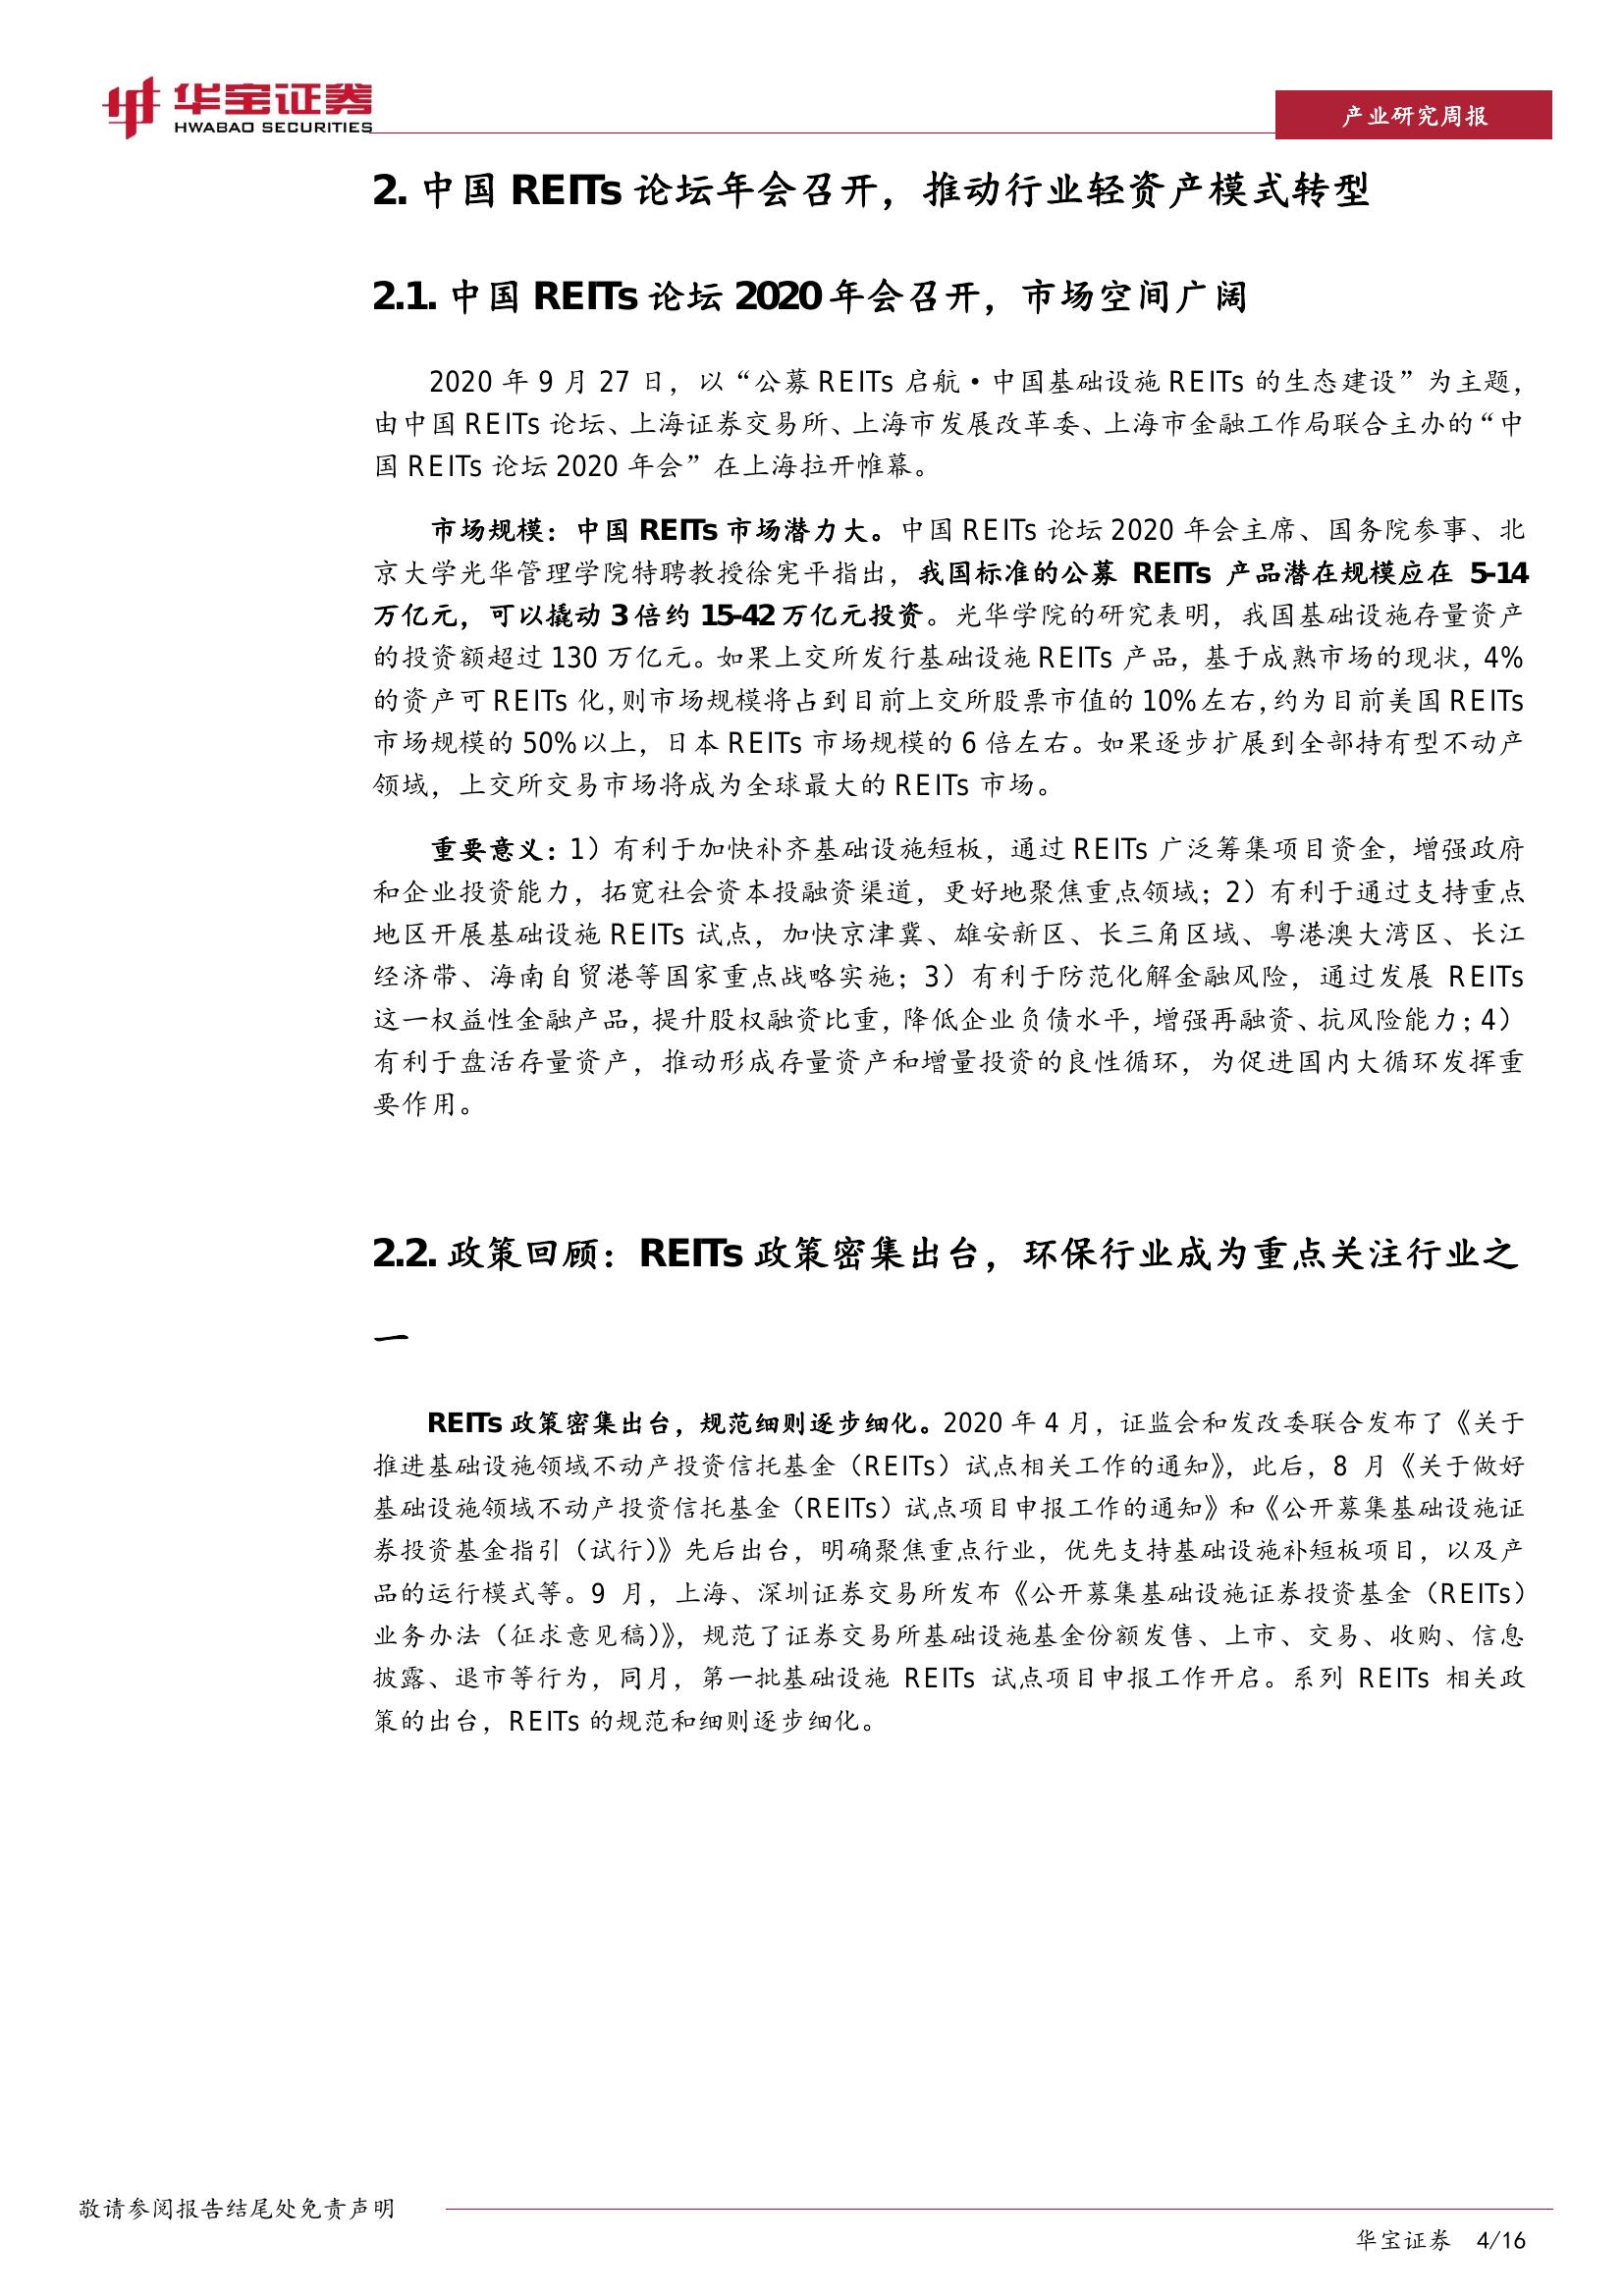 华宝证券
HWABAO SECURITIES
产业研究周报
2. 中国 REITs 论坛年会召开，推动行业轻资产模式转型
2.1. 中国 REITs 论坛 2020 年会召开，市场空间广阔
2020 年 9 月 27 日，以“公募 REITs 启航•中国基础设施 REITs 的生态建设”为主题，
由中国 REITs 论坛、上海证券交易所、上海市发展改革委、上海市金融工作局联合主办的“中
国 REITs 论坛 2020 年会”在上海拉开帷幕。
市场规模：中国 REITs 市场潜力大。中国 REITs 论坛 2020 年会主席、国务院参事、北
京大学光华管理学院特聘教授徐宪平指出，我国标准的公募 REITs 产品潜在规模应在 5-14
万亿元，可以撬动 3 倍约 15-42 万亿元投资。光华学院的研究表明，我国基础设施存量资产
的投资额超过 130 万亿元。如果上交所发行基础设施 REITs 产品，基于成熟市场的现状，4%
的资产可 REITs 化，则市场规模将占到目前上交所股票市值的 10%左右，约为目前美国 REITs
市场规模的 50%以上，日本 REITs 市场规模的 6 倍左右。如果逐步扩展到全部持有型不动产
领域，上交所交易市场将成为全球最大的 REITs 市场。
重要意义：1）有利于加快补齐基础设施短板，通过 REITs 广泛筹集项目资金，增强政府
和企业投资能力，拓宽社会资本投融资渠道，更好地聚焦重点领域；2）有利于通过支持重点
地区开展基础设施 REITs 试点，加快京津冀、雄安新区、长三角区域、粤港澳大湾区、长江
经济带、海南自贸港等国家重点战略实施；3）有利于防范化解金融风险，通过发展 REITs
这一权益性金融产品，提升股权融资比重，降低企业负债水平，增强再融资、抗风险能力；4）
有利于盘活存量资产，推动形成存量资产和增量投资的良性循环，为促进国内大循环发挥重
要作用。
2.2. 政策回顾：REITs 政策密集出台，环保行业成为重点关注行业之
一
REITs 政策密集出台，规范细则逐步细化。2020 年 4 月，证监会和发改委联合发布了《关于
推进基础设施领域不动产投资信托基金（REITs）试点相关工作的通知》，此后，8 月《关于做好
基础设施领域不动产投资信托基金（REITs）试点项目申报工作的通知》和《公开募集基础设施证
券投资基金指引（试行）》先后出台，明确聚焦重点行业，优先支持基础设施补短板项目，以及产
品的运行模式等。9 月，上海、深圳证券交易所发布《公开募集基础设施证券投资基金（REITs）
业务办法（征求意见稿）》，规范了证券交易所基础设施基金份额发售、上市、交易、收购、信息
披露、退市等行为，同月，第一批基础设施 REITs 试点项目申报工作开启。系列 REITs 相关政
策的出台，REITs 的规范和细则逐步细化。
敬请参阅报告结尾处免责声明
华宝证券 4/16